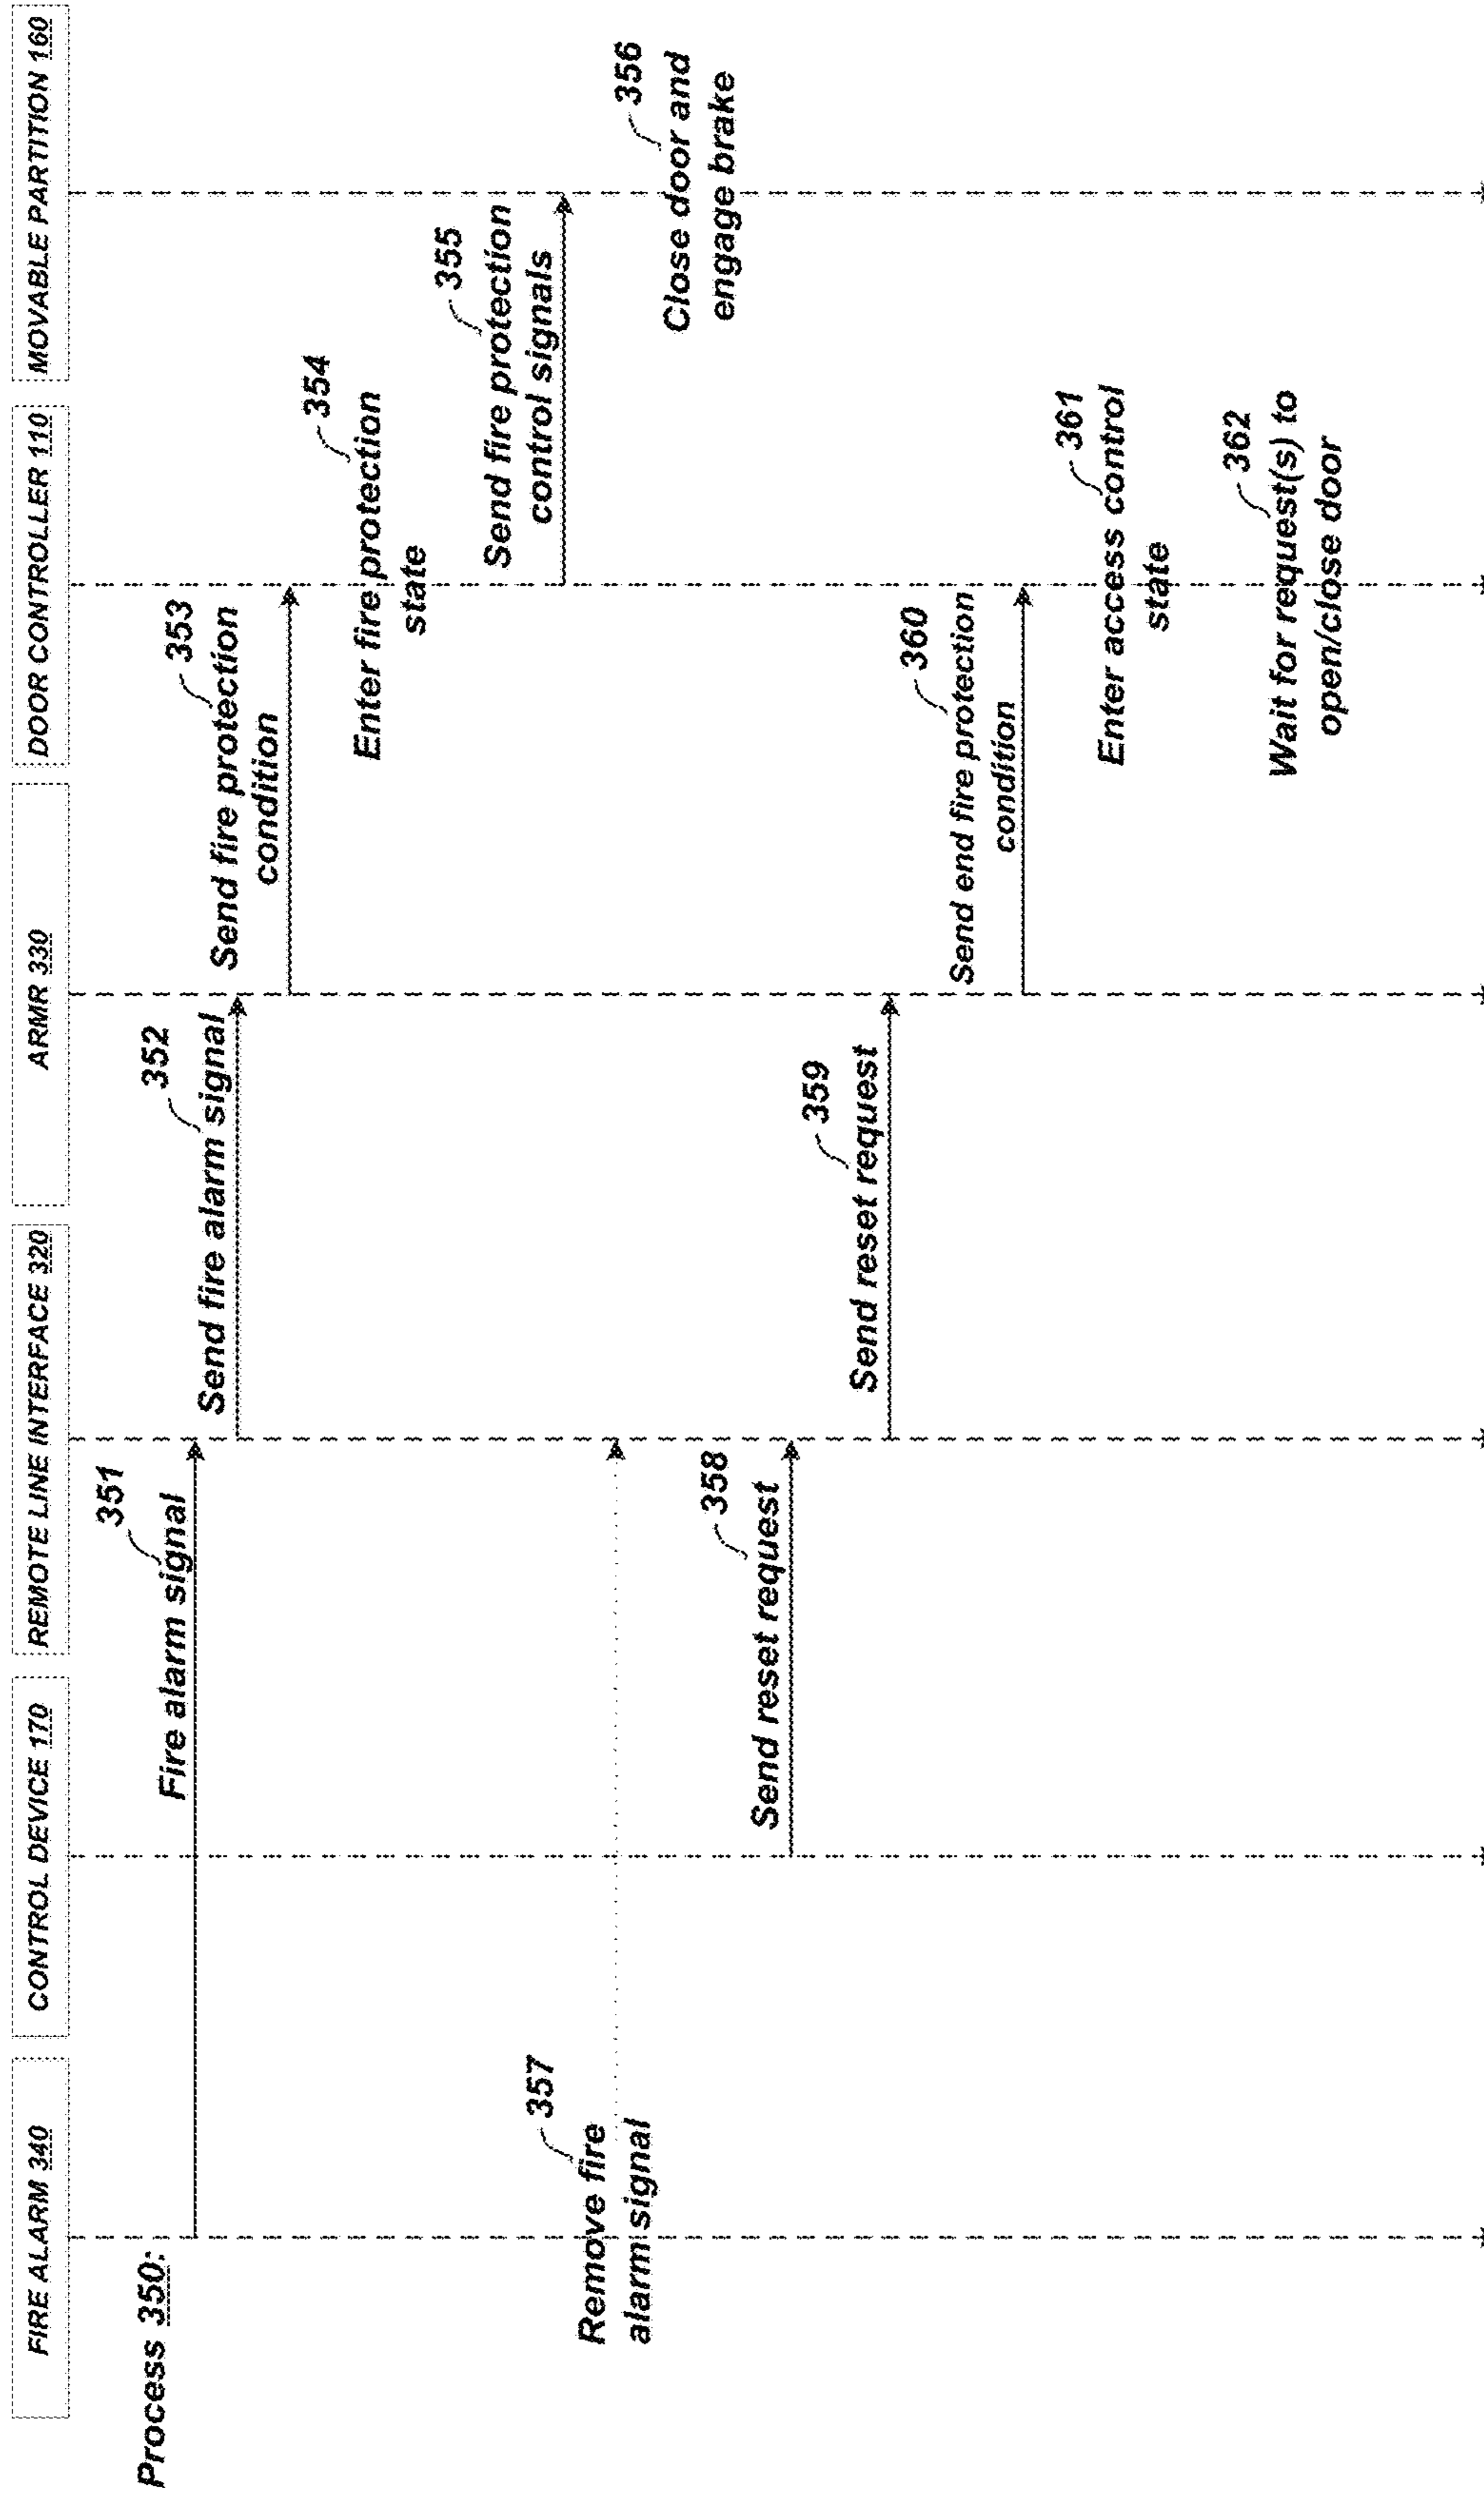 FIRE ALARM 340
CONTROL DEVICE 170
REMOTE LINE INTERFACE 320
ARMR 330
DOOR CONTROLLER 110
MOVABLE PARTITION 160
Process 350:
351
Fire alarm signal
352
Send fire alarm signal
353
Send fire protection
condition
354
Enter fire protection
state
355
Send fire protection
control signals
356
Close door and
engage brake
357
Remove fire
alarm signal
358
Send reset request
359
Send reset request
360
Send end fire protection
condition
361
Enter access control
state
362
Wait for request(s) to
open/close door